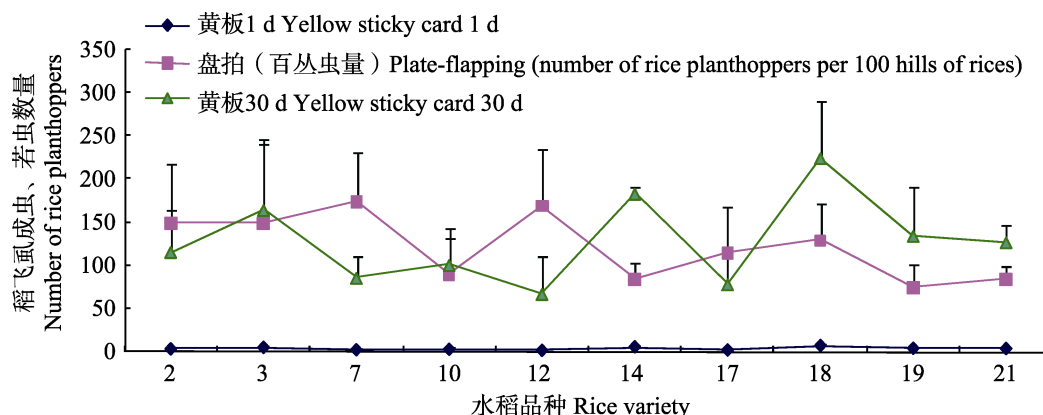 黄板1 d Yellow sticky card 1 d
盘拍（百丛虫量）Plate-flapping (number of rice planthoppers per 100 hills of rices)
黄板30 d Yellow sticky card 30 d
稻飞虱成虫、若虫数量
Number of rice planthoppers
350
300
250
200
150
100
50
0
2 3 7 10 12 14 17 18 19 21
水稻品种 Rice variety